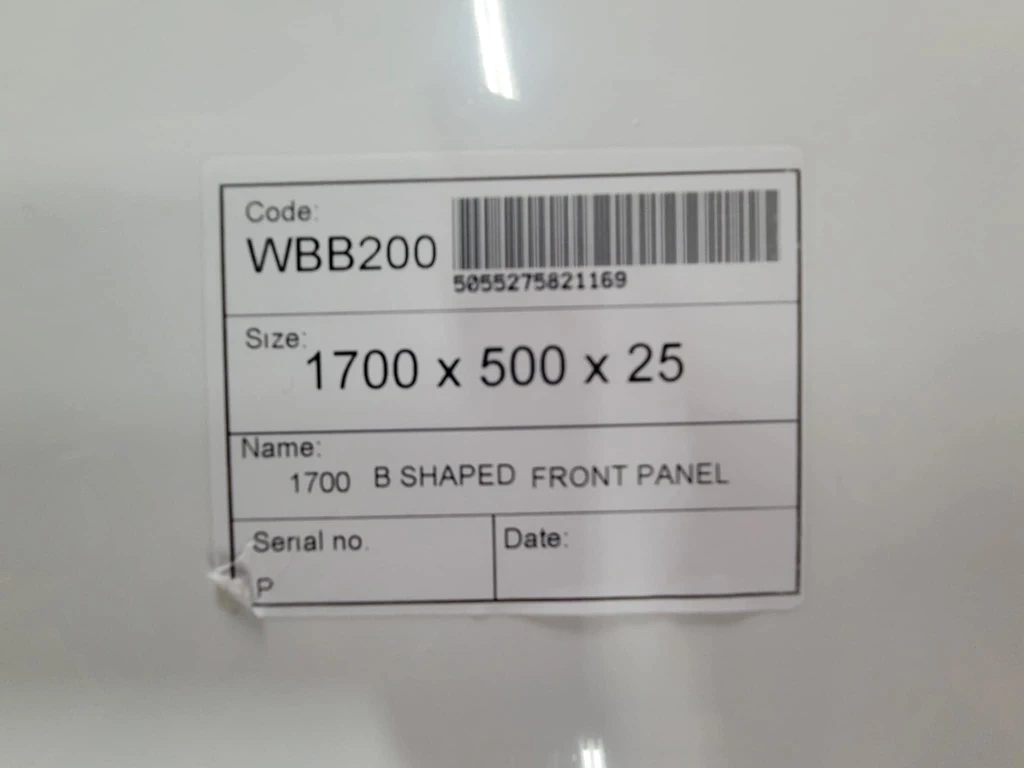 Code:
WBB200
5055275821169
Size:
1700 x 500 x 25
Name:
1700 B SHAPED FRONT PANEL
Serial no.
P
Date: